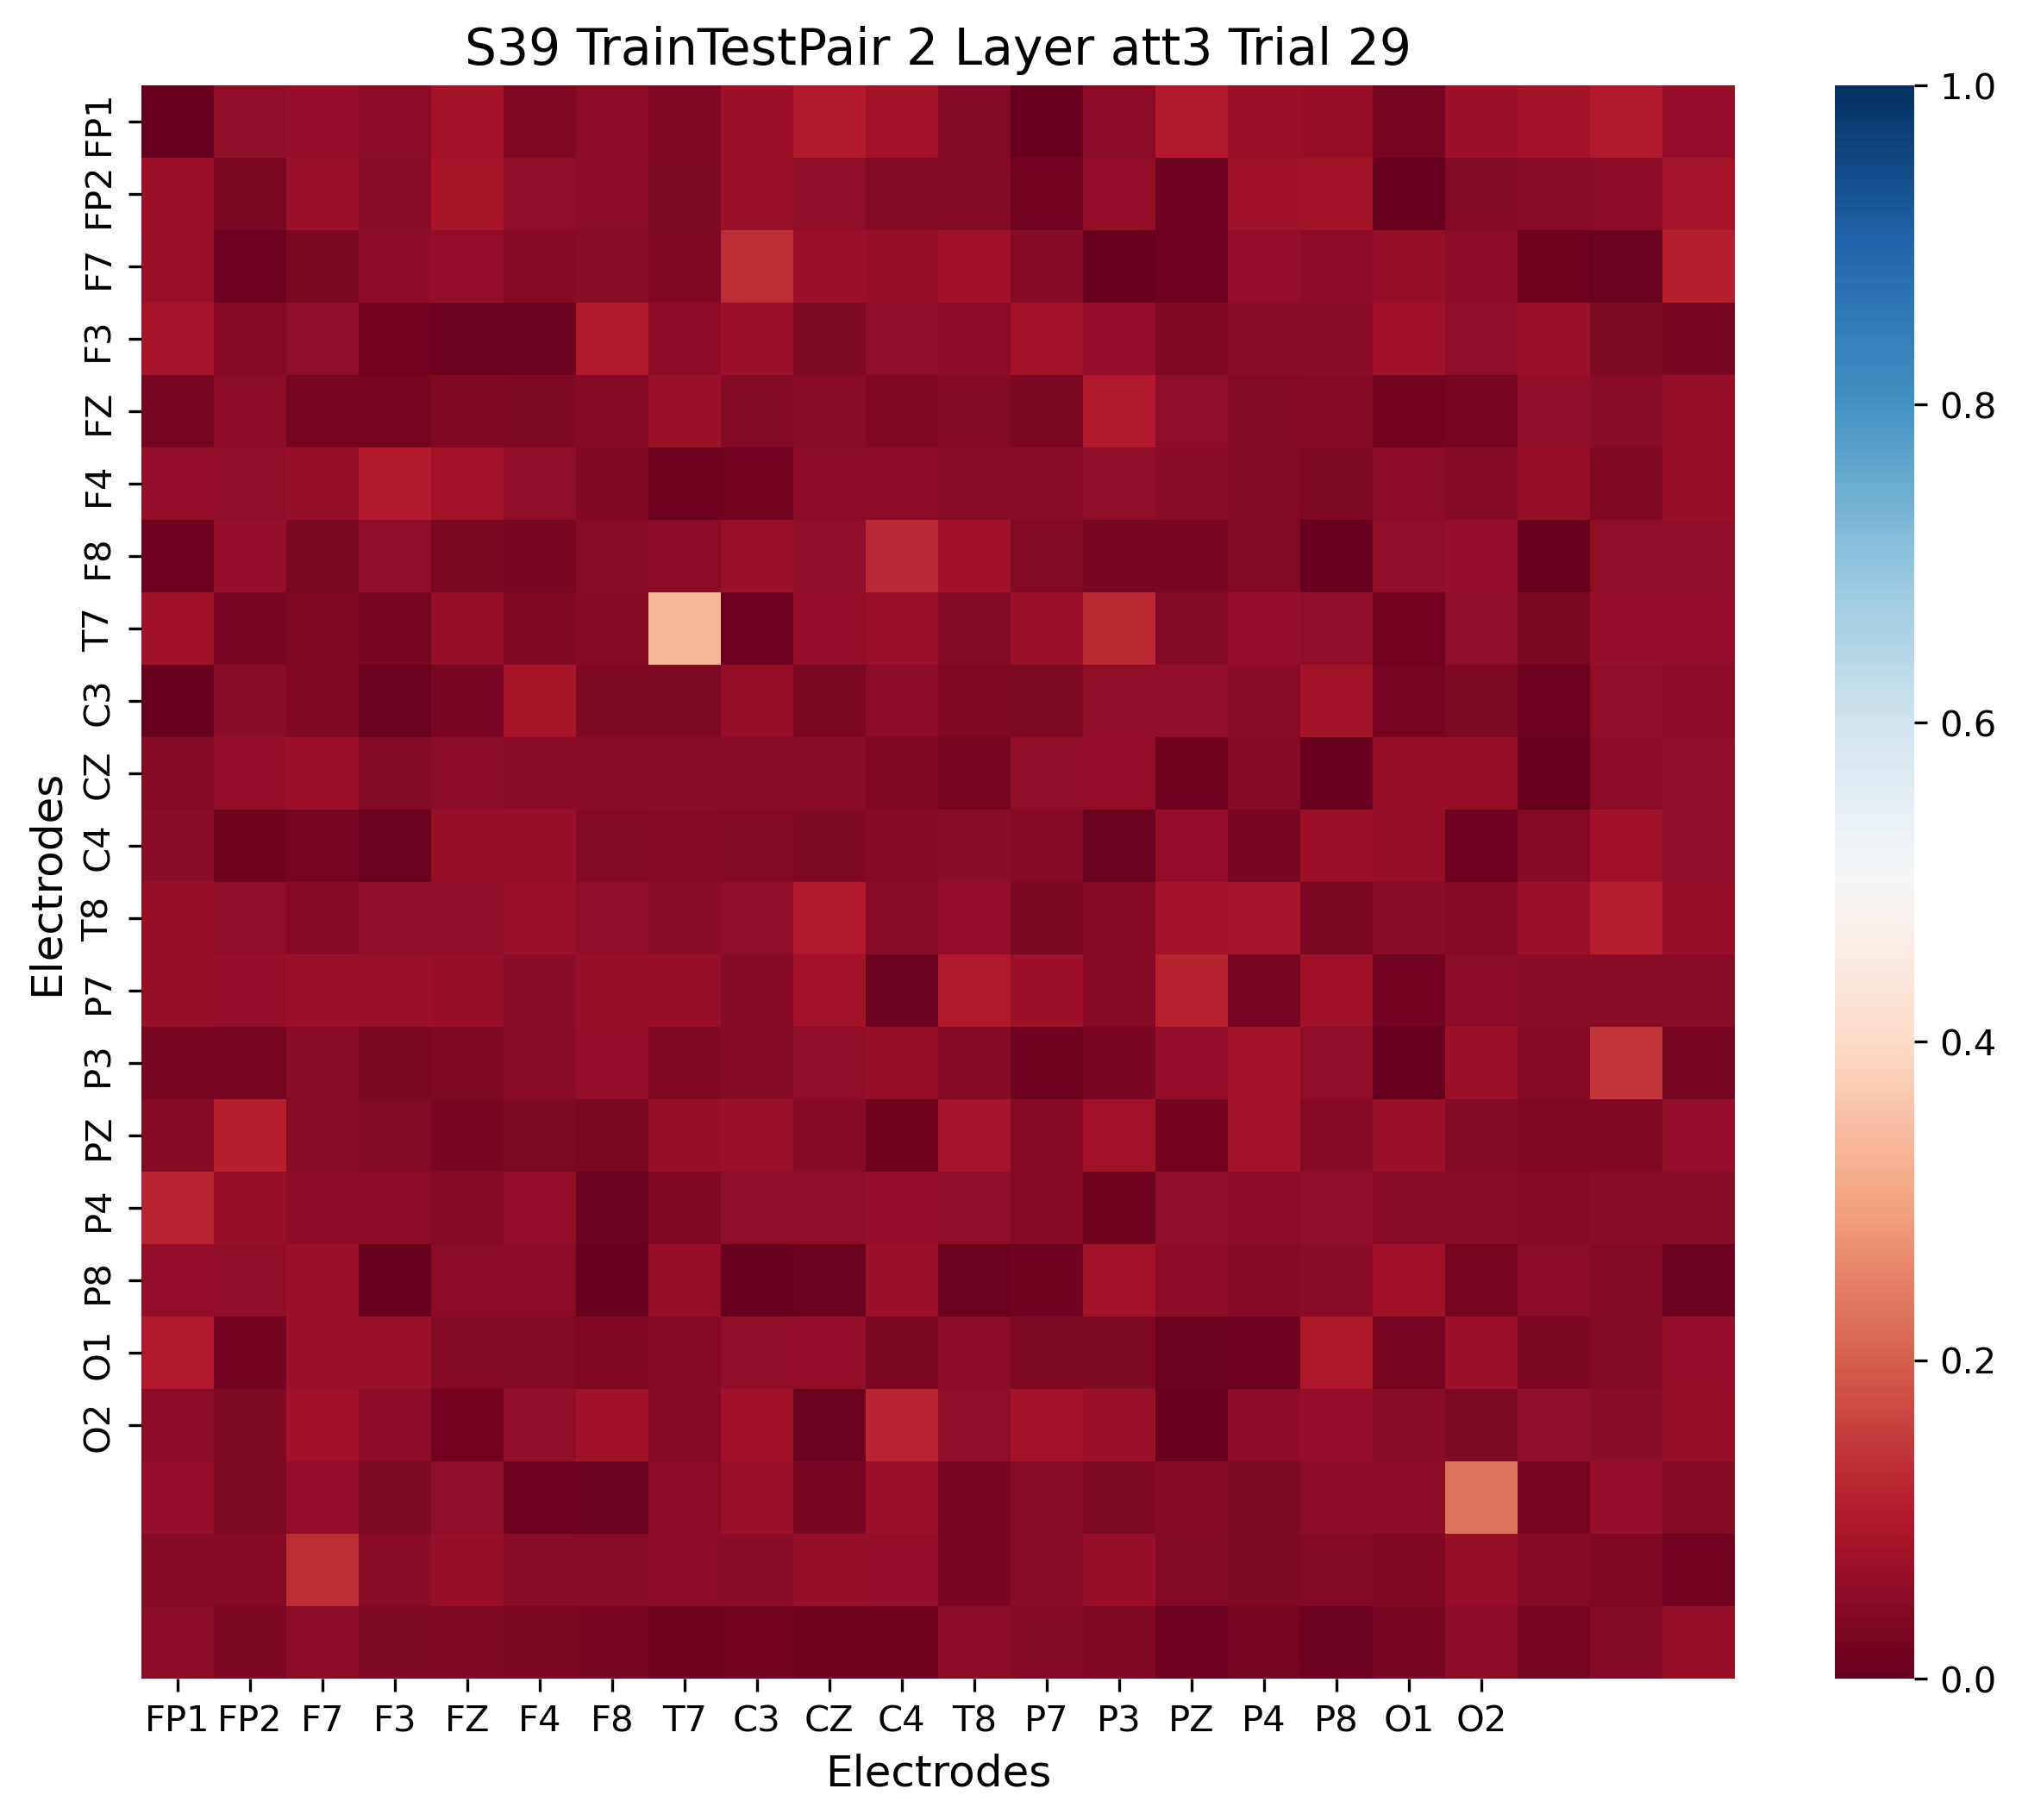 S39 TrainTestPair 2 Layer att3 Trial 29
Electrodes
FP1
FP2
F7
F3
FZ
F4
F8
T7
C3
CZ
C4
T8
P7
P3
PZ
P4
P8
O1
O2
1.0
0.8
0.6
0.4
0.2
0.0
FP1 FP2 F7 F3 FZ F4 F8 T7 C3 CZ C4 T8 P7 P3 PZ P4 P8 O1 O2
Electrodes